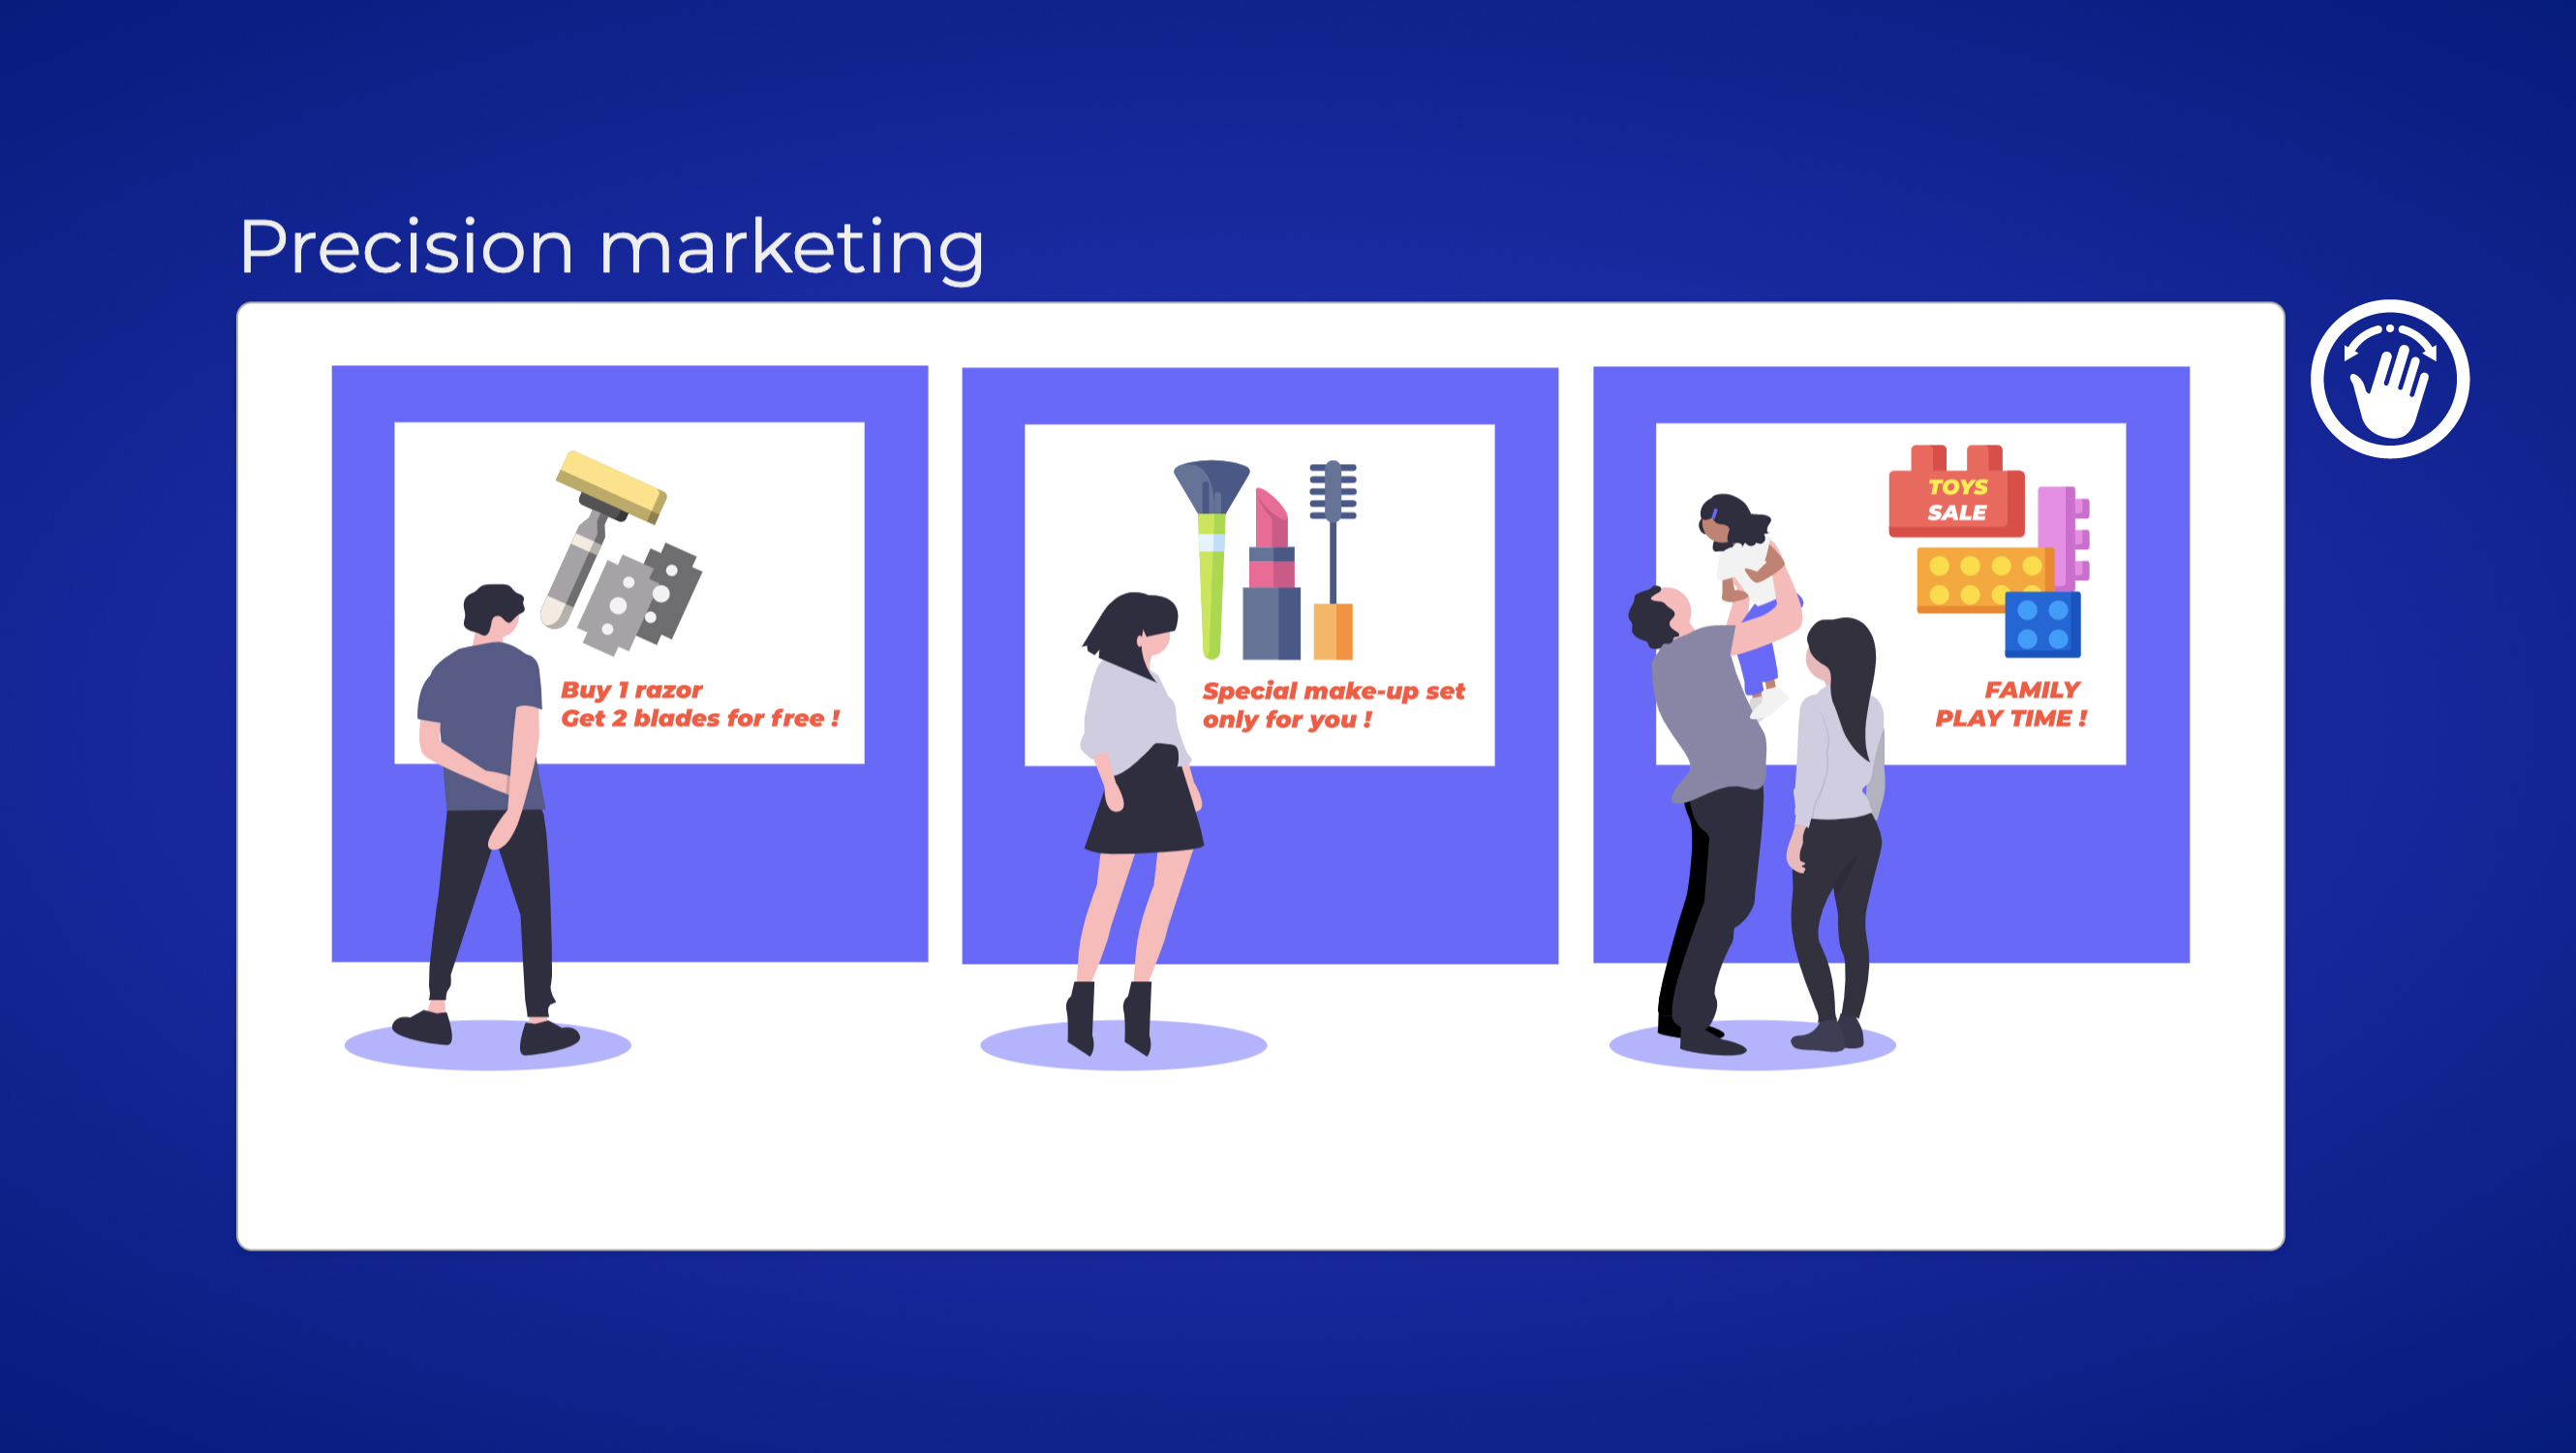 Precision marketing
Buy 1 razor
Get 2 blades for free !
Special make-up set
only for you !
TOYS
SALE
FAMILY
PLAY TIME !